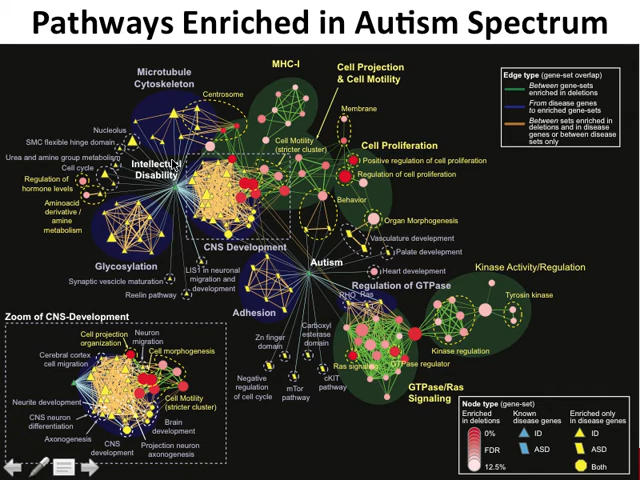 Pathways Enriched in Autism Spectrum
MHC-I
Cell Projection
& Cell Motility
Edge type (gene-set overlap)
Between gene-sets
enriched in deletions
From disease genes
to enriched gene-sets
Between sets enriched in
deletions and in disease
genes or between disease
sets only
Microtubule
Cytoskeleton
Centrosome
Membrane
Nucleolus
SMC flexible hinge domain
Urea and amine group metabolism
Cell cycle
Regulation of
hormone levels
Aminoacid
derivative /
amine
metabolism
Intellectual
Disability
Cell Motility
(stricter cluster)
Cell Proliferation
Positive regulation of cell proliferation
Regulation of cell proliferation
Behavior
Organ Morphogenesis
Vasculature development
Palate development
CNS Development
Glycosylation
LIS1 in neuronal
migration and
development
Synaptic vesicule maturation
Reelin pathway
Autism
Heart development
Kinase Activity/Regulation
Regulation of GTPase
RHO
Ras
Tyrosin kinase
Adhesion
Zoom of CNS-Development
Cell projection
organization
Neuron
migration
Cell morphogenesis
Cerebral cortex
cell migration
Cell Motility
(stricter cluster)
Neurite development
CNS neuron
differentiation
Axonogenesis
CNS
development
Brain
development
Projection neuron
axonogenesis
Zn finger
domain
Carboxyl
esterase
domain
Negative
regulation
of cell cycle
mTor
pathway
cKIT
pathway
Ras signaling
GTPase regulator
Kinase regulation
GTPase/Ras
Signaling
Node type (gene-set)
Enriched
in deletions
Known
disease genes
Enriched only
in disease genes
0%
FDR
12.5%
ID
ASD
ID
ASD
Both